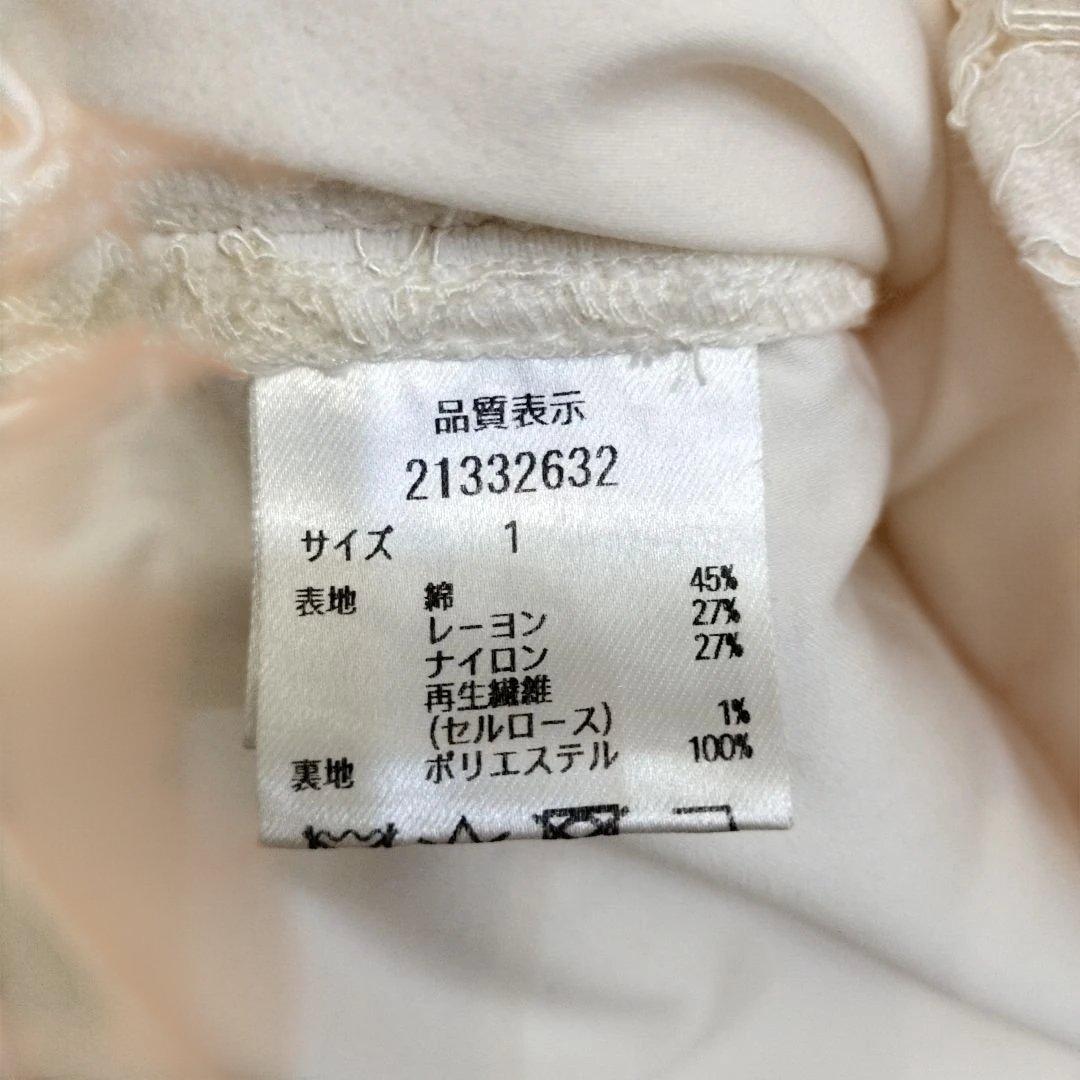 品質表示
21332632
サイズ 1
表地 綿 45%
レーヨン 27%
ナイロン 27%
再生繊維
(セルロース) 1%
裏地 ポリエステル 100%